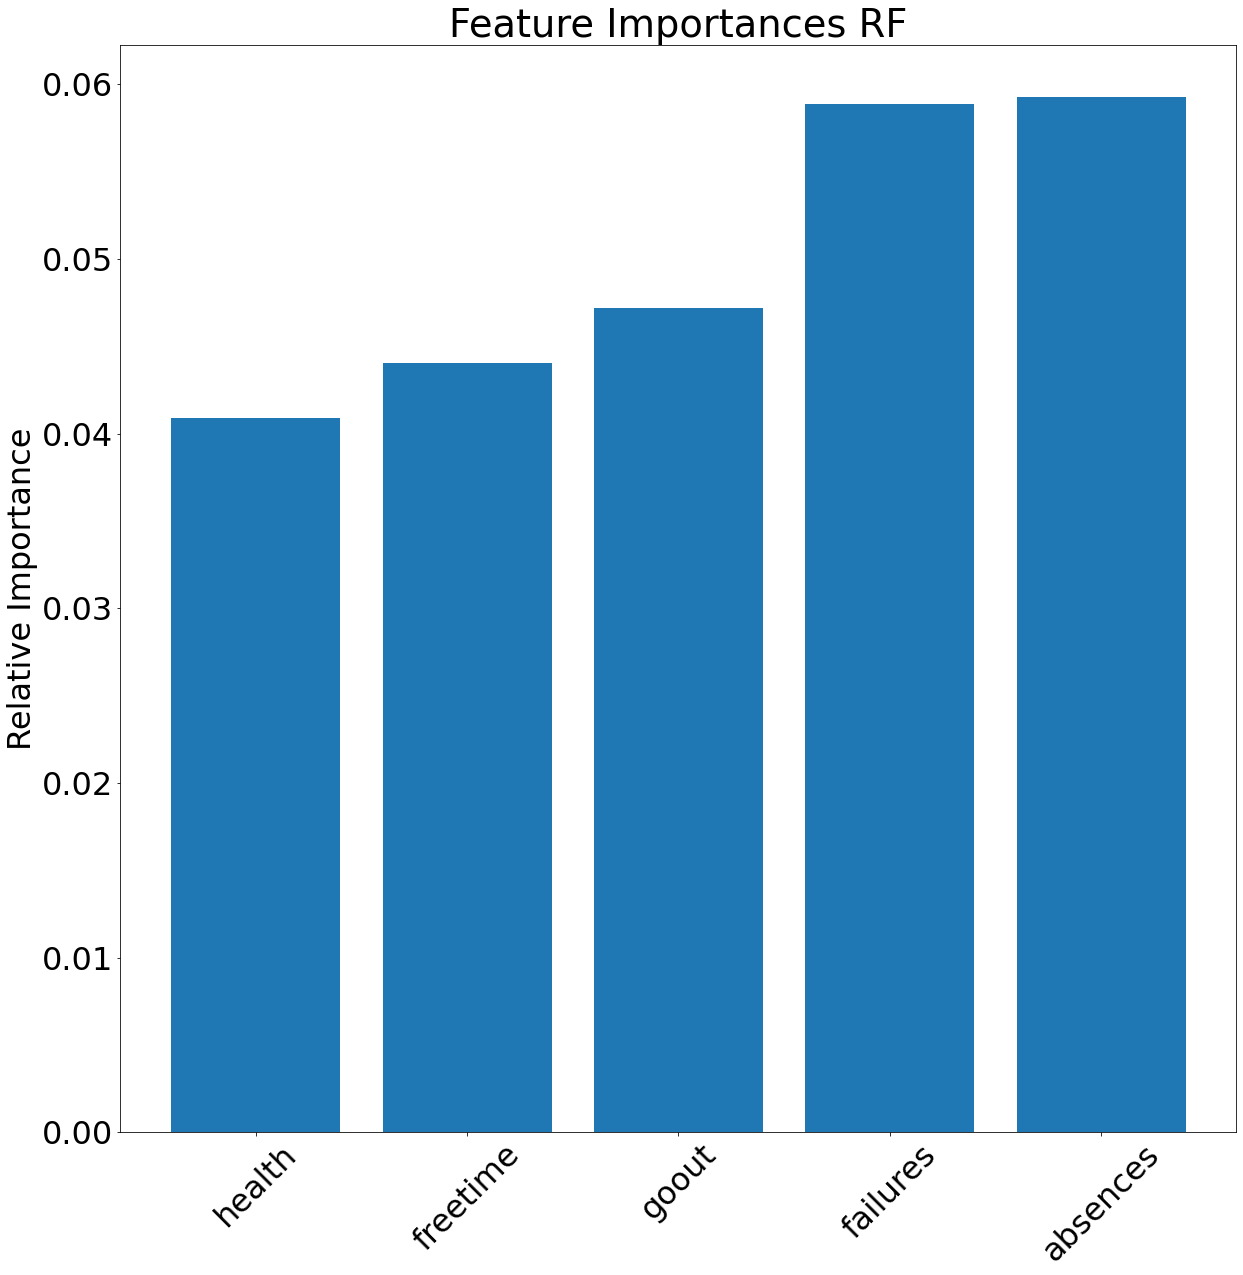 Feature Importances RF
Relative Importance
0.06
0.05
0.04
0.03
0.02
0.01
0.00
health
freetime
goout
failures
absences